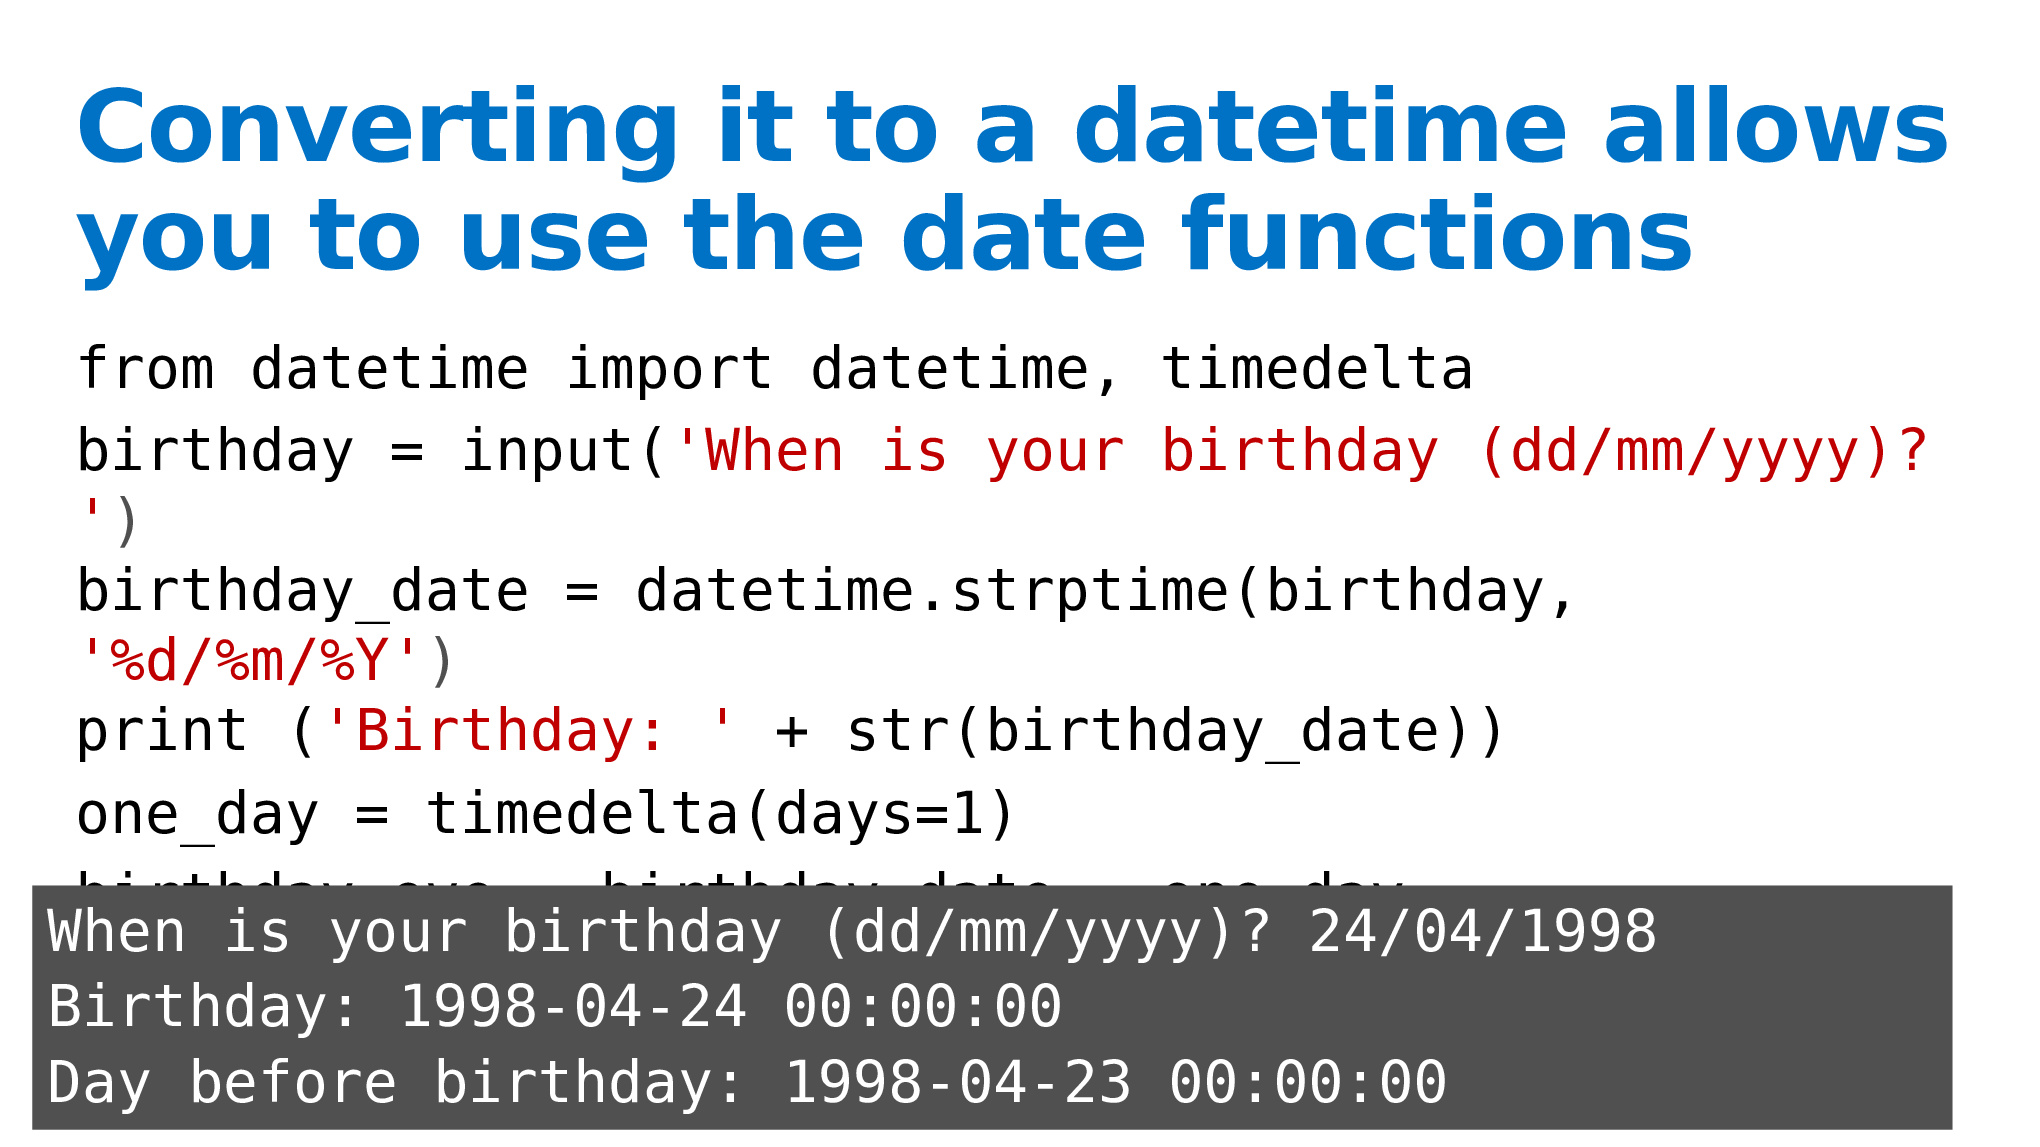 Converting it to a datetime allows
you to use the date functions
from datetime import datetime, timedelta
birthday = input('When is your birthday (dd/mm/yyyy)?
')
birthday_date = datetime.strptime(birthday,
'%d/%m/%Y')
print ('Birthday: ' + str(birthday_date))
one_day = timedelta(days=1)
birthday_eve birthday_date one_day
When is your birthday (dd/mm/yyyy)? 24/04/1998
Birthday: 1998-04-24 00:00:00
Day before birthday: 1998-04-23 00:00:00